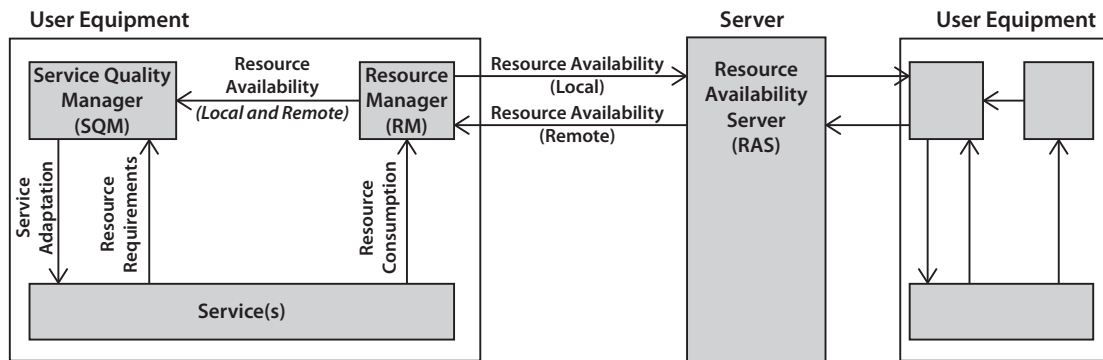 User Equipment
Service Quality
Manager
(SQM)
Resource
Availability
(Local and Remote)
Resource
Manager
(RM)
Service
Adaptation
Resource
Requirements
Resource
Consumption
Service(s)
Resource Availability
(Local)
Resource Availability
(Remote)
Server
Resource
Availability
Server
(RAS)
User Equipment